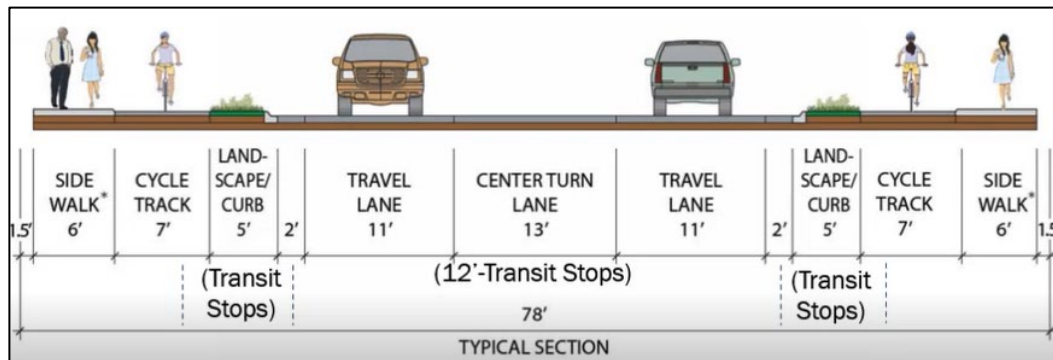 SIDE WALK*
CYCLE TRACK
LAND-
SCAPE/
CURB
TRAVEL LANE
CENTER TURN LANE
TRAVEL LANE
LAND-
SCAPE/
CURB
CYCLE TRACK
SIDE WALK*
1.5' 6' 7' 5' 2' 11' 13' 11' 2' 5' 7' 6' 1.5'
(Transit
Stops)
(12'-Transit Stops)
(Transit
Stops)
78'
TYPICAL SECTION